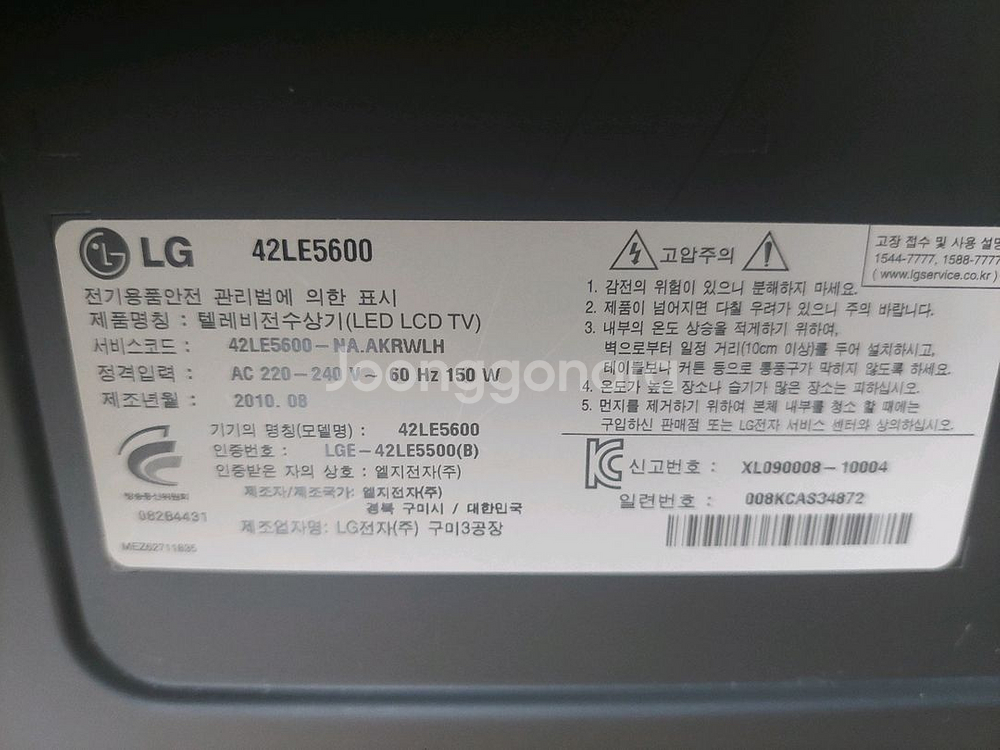 LG 42LE5600
전기용품안전 관리법에 의한 표시
제품명칭 : 텔레비전수상기(LED LCD TV)
서비스코드 : 42LE5600-NA.AKRWLH
정격입력 : AC 220-240 V~ 60 Hz 150 W
제조년월 : 2010. 08
기기의 명칭(모델명) : 42LE5600
인증번호 : LGE-42LE5500(B)
인증받은 자의 상호 : 엘지전자(주)
제조자/제조국가 : 엘지전자(주)
경북 구미시 / 대한민국
제조업자명: LG전자(주) 구미3공장
방송통신위원회
082B4431
MEZ62711835
고압주의
1. 감전의 위험이 있으니 분해하지 마세요.
2. 제품이 넘어지면 다칠 우려가 있으니 주의 바랍니다.
3. 내부의 온도 상승을 적게하기 위하여,
벽으로부터 일정 거리(10cm 이상)를 두어 설치하시고,
테이블보나 커튼 등으로 통풍구가 막히지 않도록 하세요.
4. 온도가 높은 장소나 습기가 많은 장소는 피하십시오.
5. 먼지를 제거하기 위하여 본체 내부를 청소 할 때에는
구입하신 판매점 또는 LG전자 서비스 센터와 상의하십시오.
고장 접수 및 사용 설명
1544-7777, 1588-7777
(www.lgservice.co.kr)
신고번호 : XL090008-10004
일련번호 : 008KCAS34872
Joonggonara